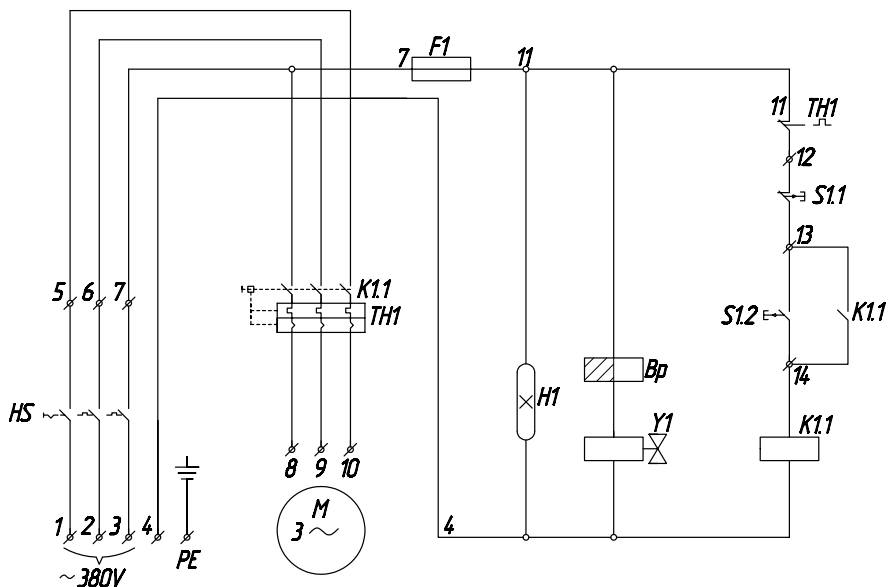 7 F1 11
11 TH1
12
S1.1
13
5 6 7
K1.1
TH1
S1.2 K1.1
14
Bp
HS
H1
Y1
K1.1
8 9 10
1 2 3 4
M
3 ~
4
PE
~ 380V